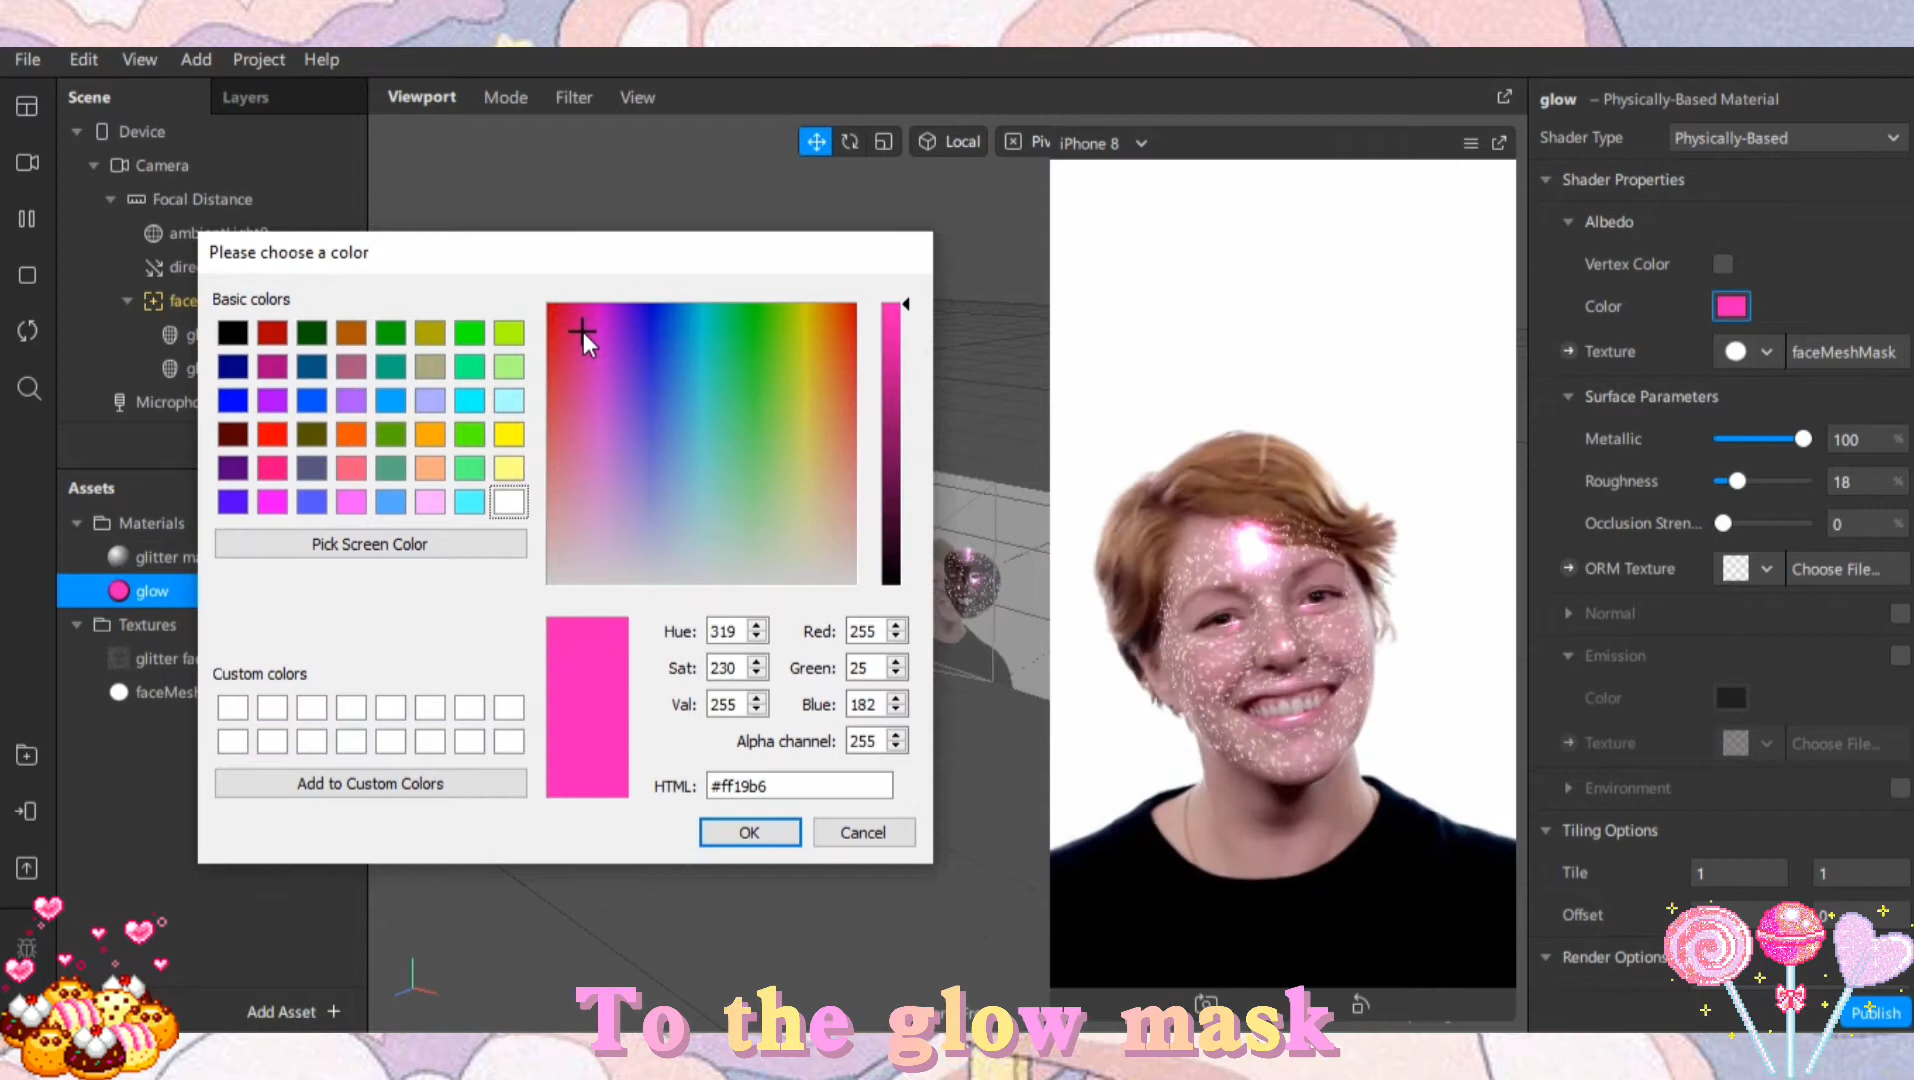 File Edit View Add Project Help
Scene Layers
Viewport Mode Filter View
Device
Camera
Focal Distance
Local
iPhone 8
glow – Physically-Based Material
Shader Type Physically-Based
Shader Properties
Albedo
Vertex Color
Color
Texture faceMeshMask
Surface Parameters
Metallic 100 %
Roughness 18 %
Occlusion Stren... 0 %
ORM Texture Choose File...
Normal
Emission
Color
Texture Choose File...
Environment
Tiling Options
Tile 1 1
Offset
Render Options
Publish
Please choose a color
Basic colors
Pick Screen Color
Custom colors
Add to Custom Colors
Hue: 319 Red: 255
Sat: 230 Green: 25
Val: 255 Blue: 182
Alpha channel: 255
HTML: #ff19b6
OK Cancel
Assets
Materials
glitter
glow
Textures
glitter
Add Asset +
To the glow mask